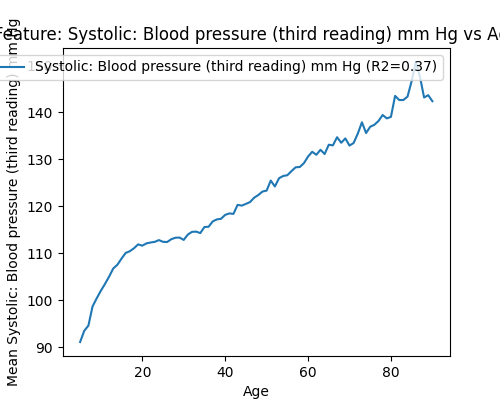 Feature: Systolic: Blood pressure (third reading) mm Hg vs Ag
Systolic: Blood pressure (third reading) mm Hg (R2=0.37)
Mean Systolic: Blood pressure (third reading) mm Hg
150
140
130
120
110
100
90
20
40
60
80
Age